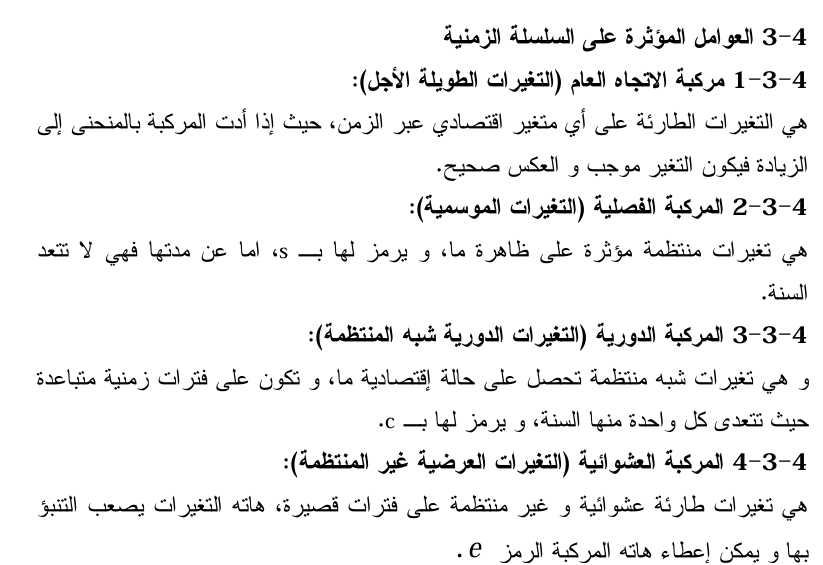 4-3 العوامل المؤثرة على السلسلة الزمنية
4-3-1 مركبة الاتجاه العام (التغيرات الطويلة الأجل):
هي التغيرات الطارئة على أي متغير اقتصادي عبر الزمن، حيث إذا أدت المركبة بالمنحنى إلى
الزيادة فيكون التغير موجب و العكس صحيح.
4-3-2 المركبة الفصلية (التغيرات الموسمية):
هي تغيرات منتظمة مؤثرة على ظاهرة ما، و يرمز لها بـــ s، اما عن مدتها فهي لا تتعد
السنة.
4-3-3 المركبة الدورية (التغيرات الدورية شبه المنتظمة):
و هي تغيرات شبه منتظمة تحصل على حالة إقتصادية ما، و تكون على فترات زمنية متباعدة
حيث تتعدى كل واحدة منها السنة، و يرمز لها بـــ c.
4-3-4 المركبة العشوائية (التغيرات العرضية غير المنتظمة):
هي تغيرات طارئة عشوائية و غير منتظمة على فترات قصيرة، هاته التغيرات يصعب التنبؤ
بها و يمكن إعطاء هاته المركبة الرمز e .